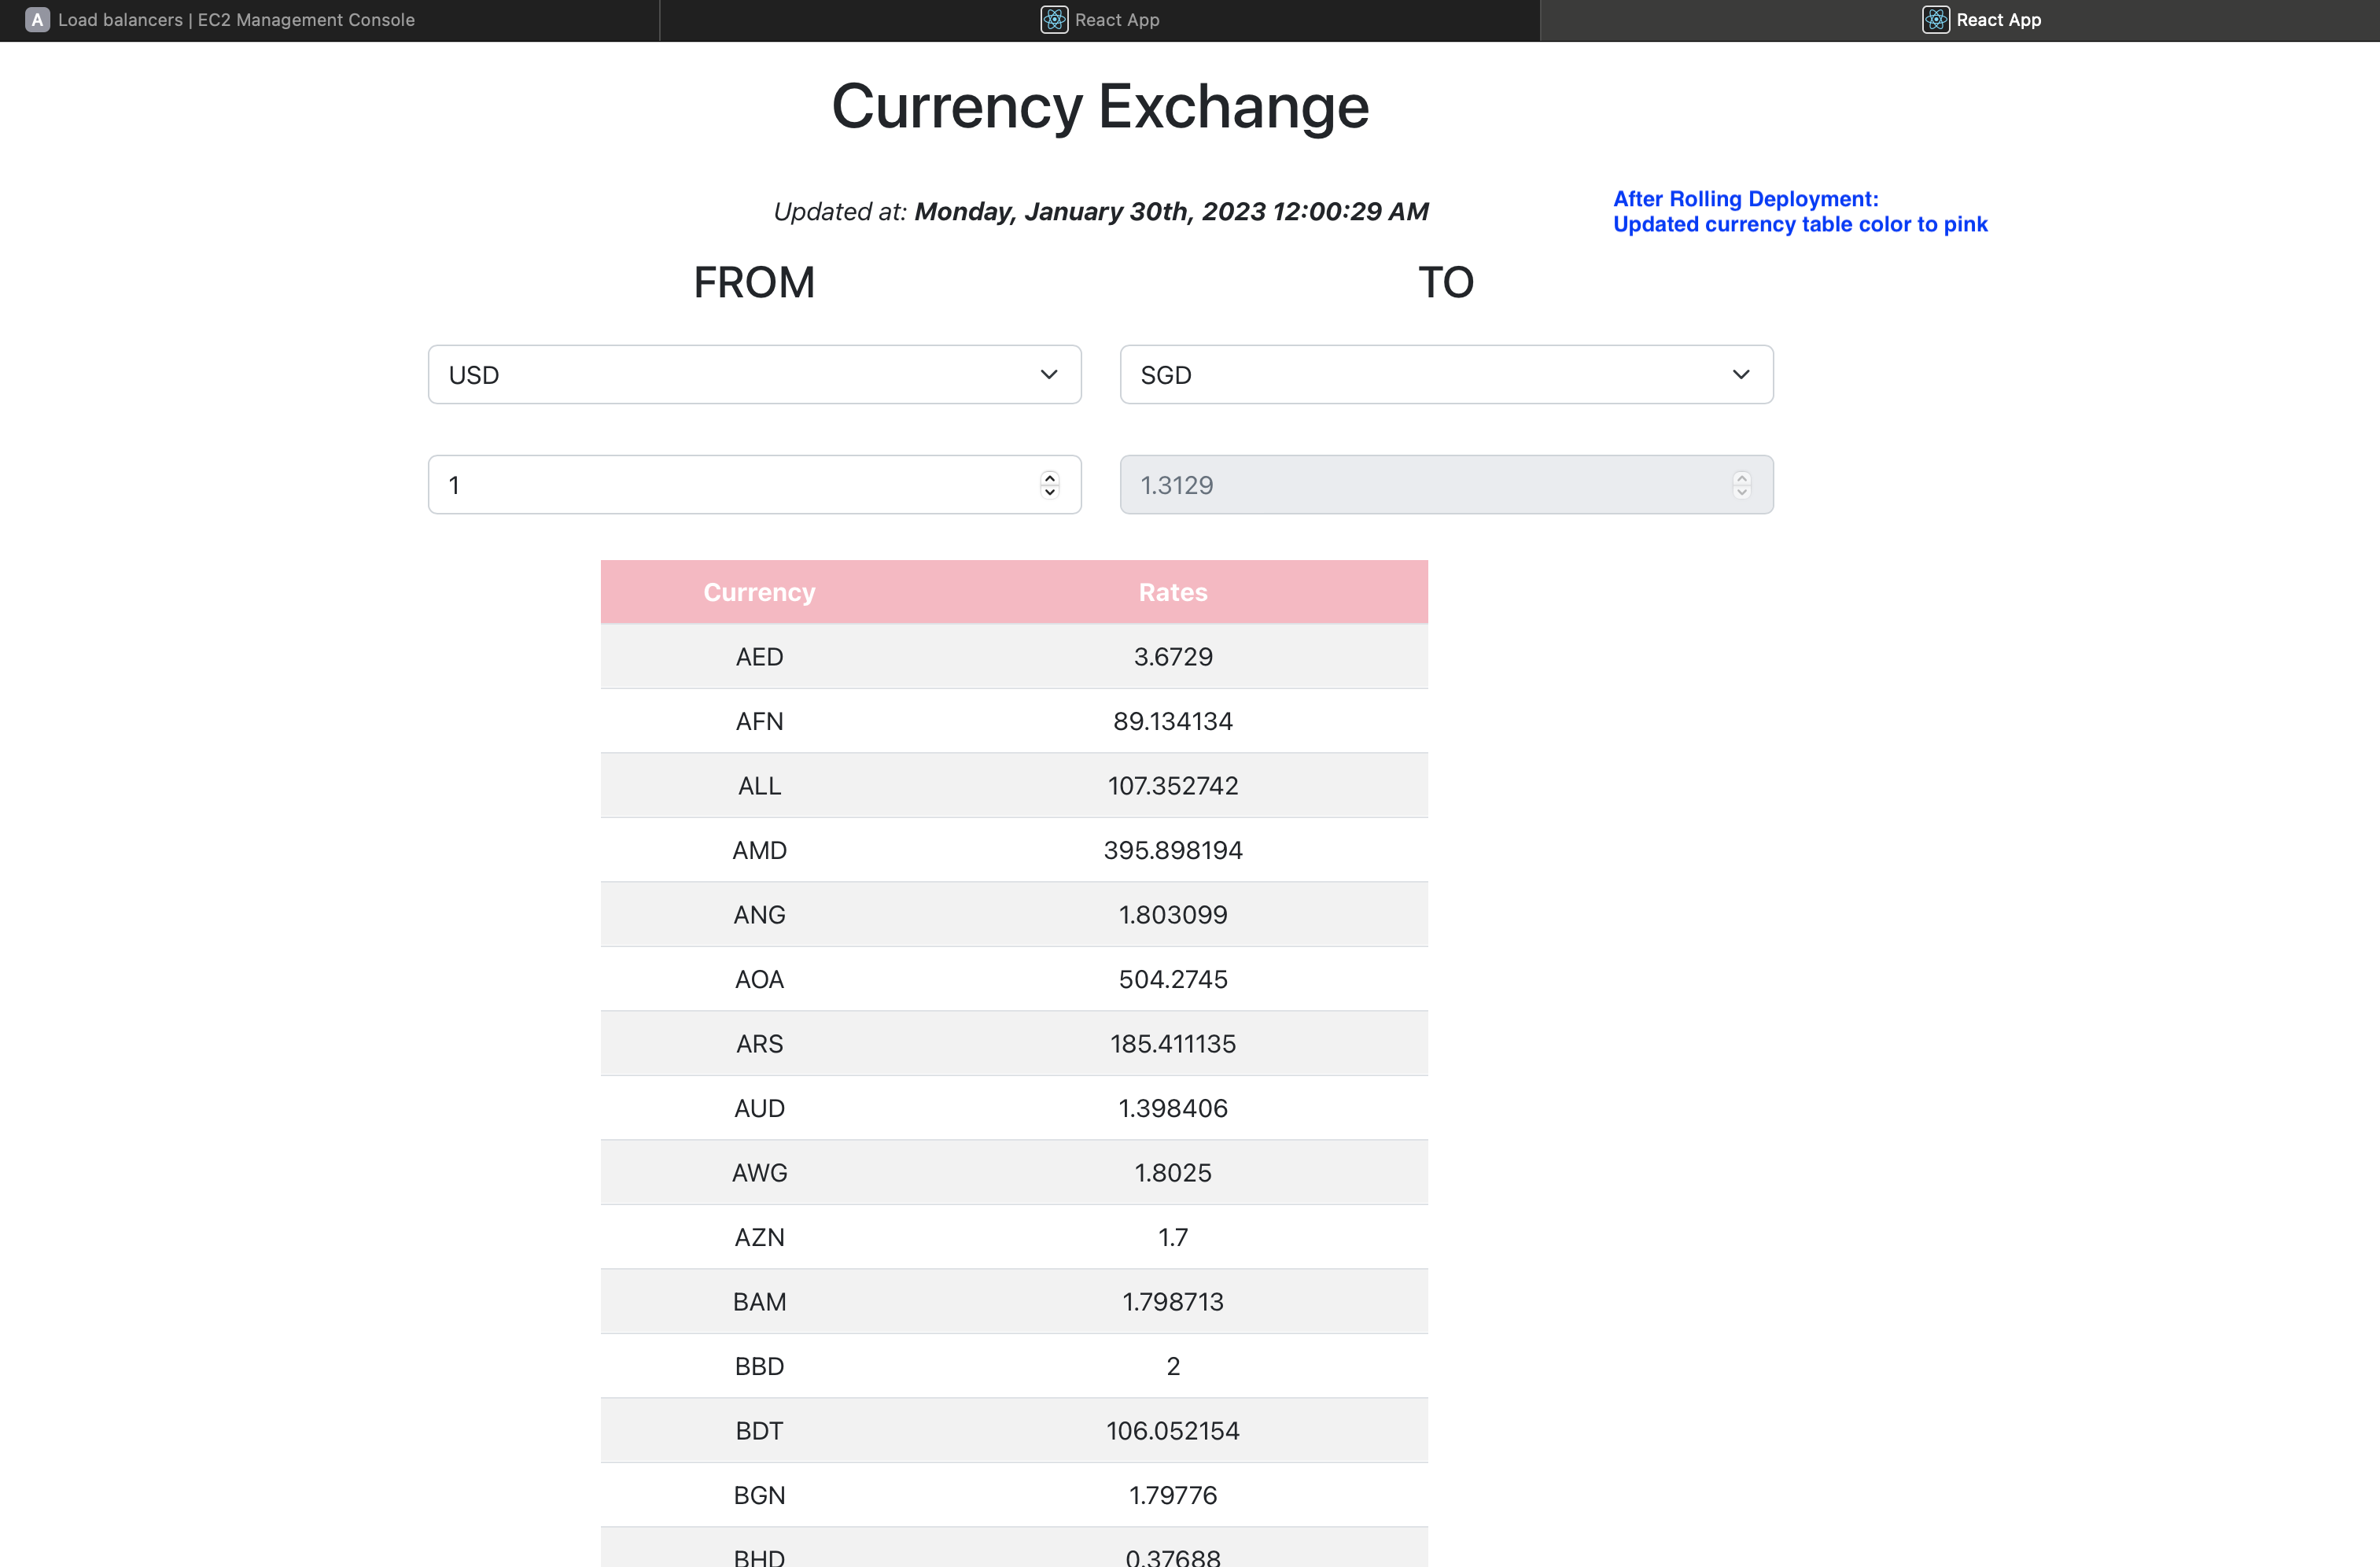 A Load balancers | EC2 Management Console
React App
React App
Currency Exchange
Updated at: Monday, January 30th, 2023 12:00:29 AM
After Rolling Deployment:
Updated currency table color to pink
FROM TO
USD SGD
1 1.3129
Currency Rates
AED 3.6729
AFN 89.134134
ALL 107.352742
AMD 395.898194
ANG 1.803099
AOA 504.2745
ARS 185.411135
AUD 1.398406
AWG 1.8025
AZN 1.7
BAM 1.798713
BBD 2
BDT 106.052154
BGN 1.79776
BHD 0.37688